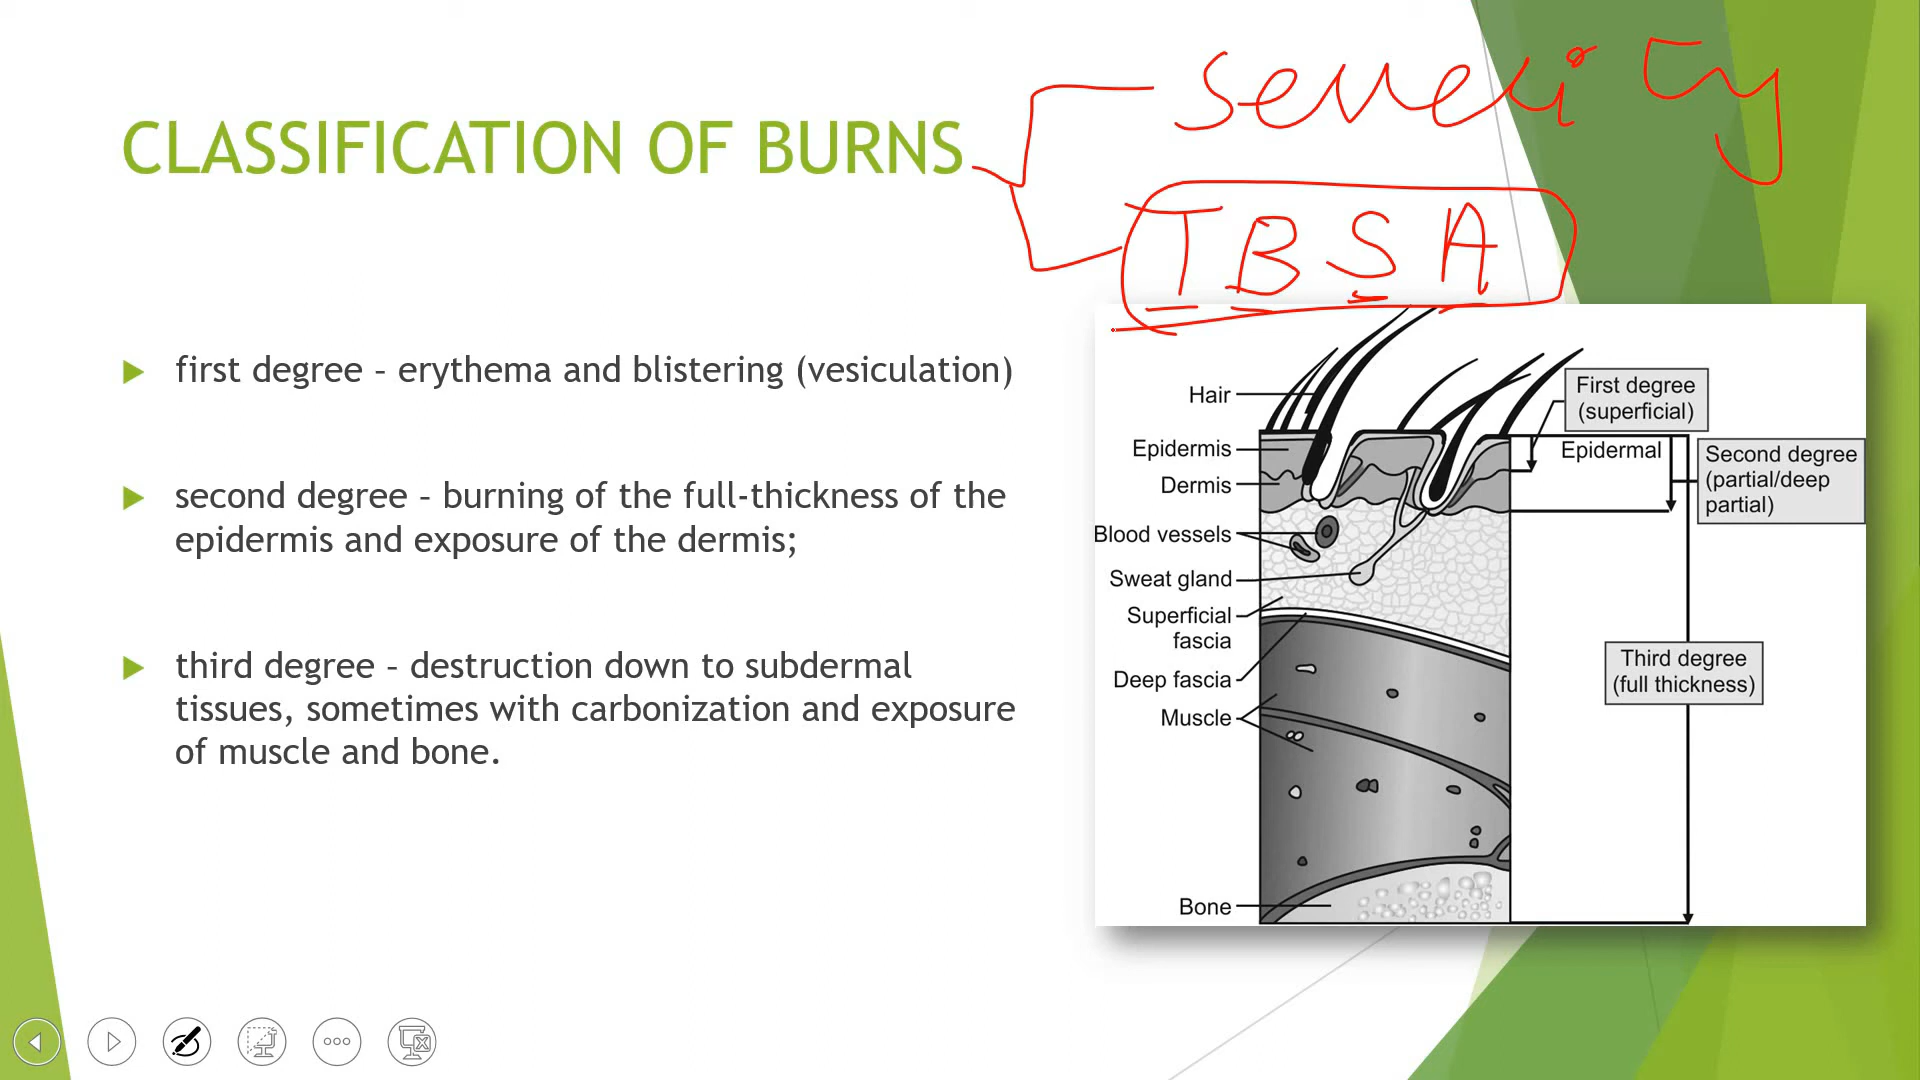 CLASSIFICATION OF BURNS
severity
TBSA
first degree – erythema and blistering (vesiculation)
second degree – burning of the full-thickness of the
epidermis and exposure of the dermis;
third degree – destruction down to subdermal
tissues, sometimes with carbonization and exposure
of muscle and bone.
Hair
Epidermis
Dermis
Blood vessels
Sweat gland
Superficial
fascia
Deep fascia
Muscle
Bone
First degree
(superficial)
Epidermal
Second degree
(partial/deep
partial)
Third degree
(full thickness)